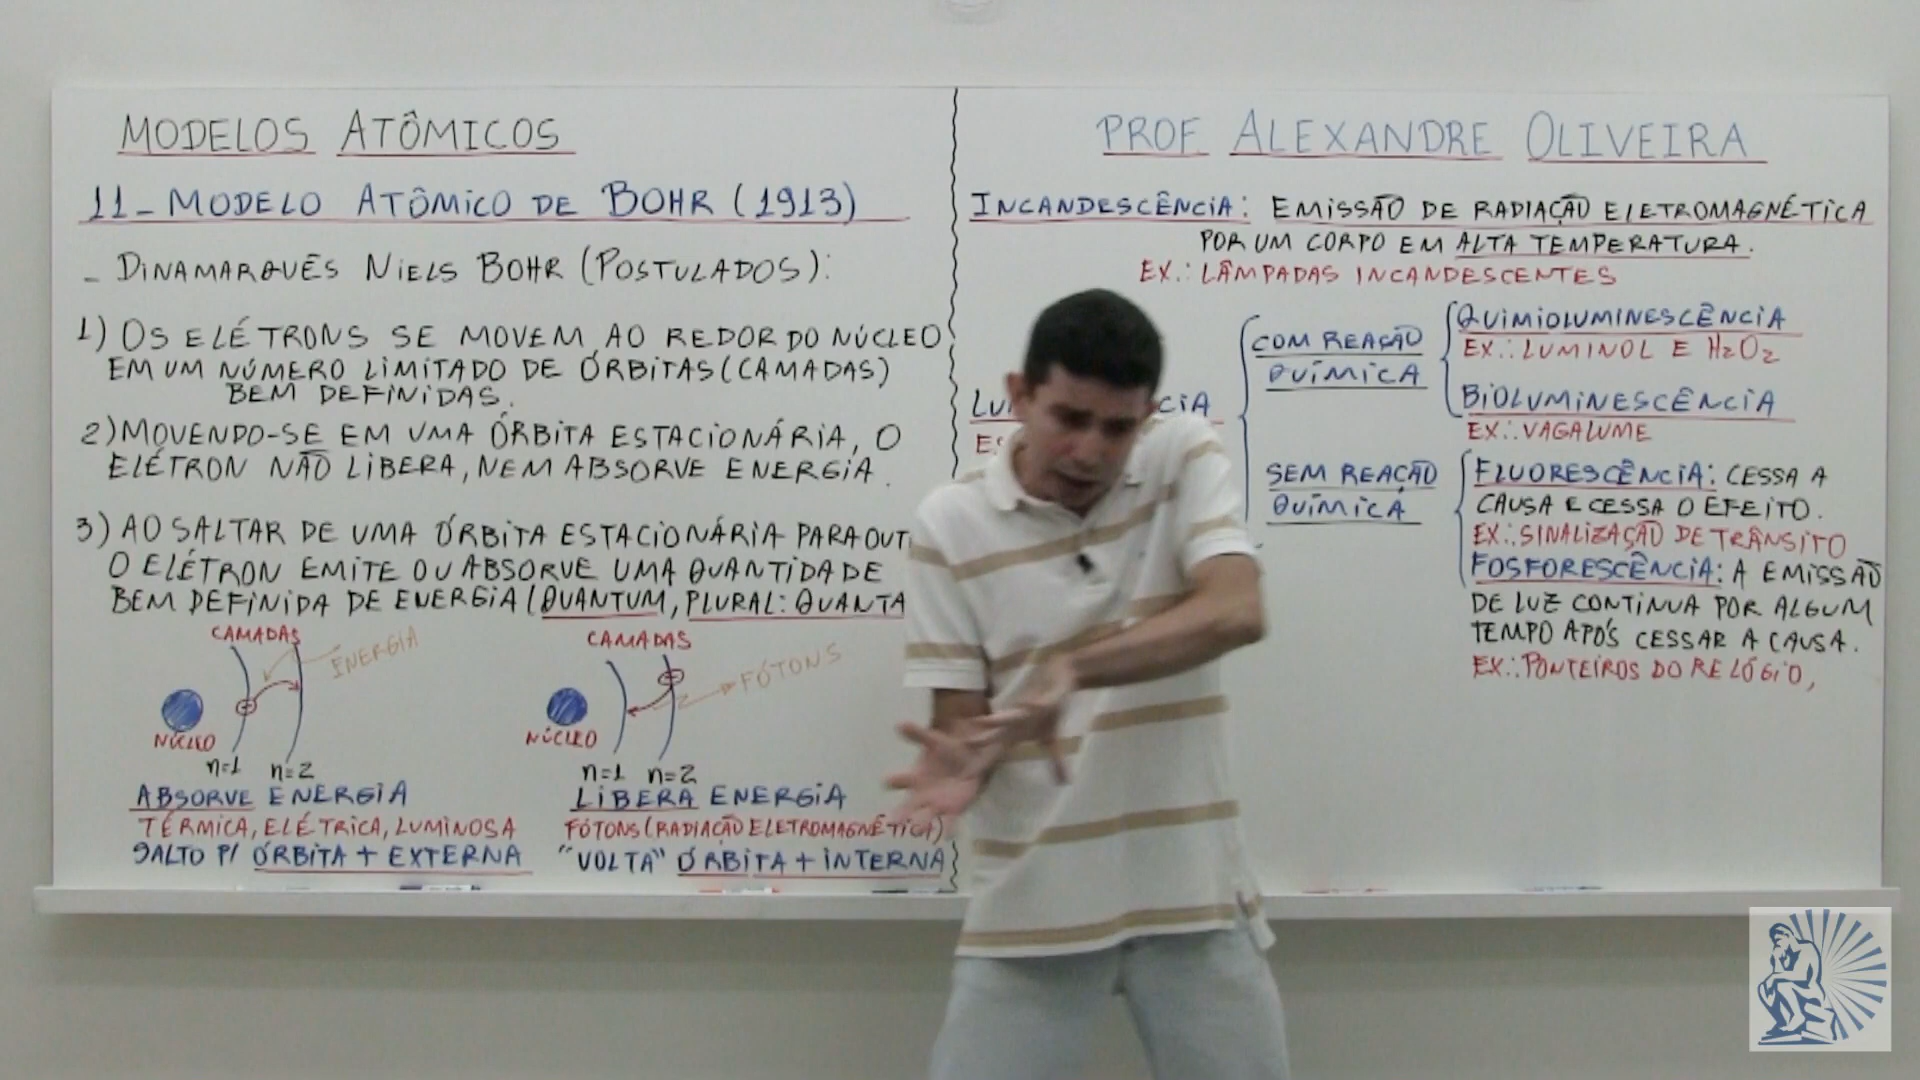 MODELOS ATÔMICOS
11- MODELO ATÔMICO DE BOHR (1913)
- DINAMARQUÊS NIELS BOHR (POSTULADOS):
1) OS ELÉTRONS SE MOVEM AO REDOR DO NÚCLEO
EM UM NÚMERO LIMITADO DE ÓRBITAS (CAMADAS)
BEM DEFINIDAS.
2) MOVENDO-SE EM UMA ÓRBITA ESTACIONÁRIA, O
ELÉTRON NÃO LIBERA, NEM ABSORVE ENERGIA.
3) AO SALTAR DE UMA ÓRBITA ESTACIONÁRIA PARA
O ELÉTRON EMITE OU ABSORVE UMA QUANTIDADE
BEM DEFINIDA DE ENERGIA (QUANTUM, PLURAL: QUANTA
CAMADAS
ENERGIA
NÚCLEO
n=1 n=2
ABSORVE ENERGIA
TÉRMICA, ELÉTRICA, LUMINOSA
SALTO P/ ÓRBITA + EXTERNA
CAMADAS
FÓTONS
NÚCLEO
n=1 n=2
LIBERA ENERGIA
FÓTONS (RADIAÇÃO ELETROMAGNÉTICA)
"VOLTA" ÓRBITA + INTERNA
PROF. ALEXANDRE OLIVEIRA
INCANDESCÊNCIA: EMISSÃO DE RADIAÇÃO ELETROMAGNÉTICA
POR UM CORPO EM ALTA TEMPERATURA.
EX.: LÂMPADAS INCANDESCENTES
COM REAÇÃO
QUÍMICA
QUIMIOLUMINESCÊNCIA
EX.: LUMINOL E H2O2
BIOLUMINESCÊNCIA
EX.: VAGALUME
SEM REAÇÃO
QUÍMICA
FLUORESCÊNCIA: CESSA A
CAUSA E CESSA O EFEITO.
EX.: SINALIZAÇÃO DE TRÂNSITO
FOSFORESCÊNCIA: A EMISSÃO
DE LUZ CONTINUA POR ALGUM
TEMPO APÓS CESSAR A CAUSA.
EX.: PONTEIROS DO RELÓGIO,